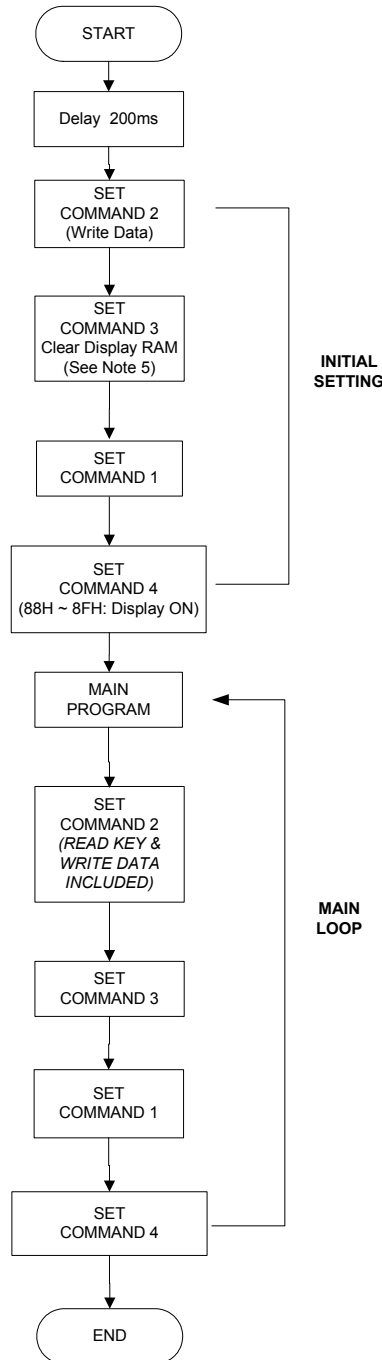 START
Delay 200ms
SET
COMMAND 2
(Write Data)
SET
COMMAND 3
Clear Display RAM
(See Note 5)
INITIAL
SETTING
SET
COMMAND 1
SET
COMMAND 4
(88H ~ 8FH: Display ON)
MAIN
PROGRAM
SET
COMMAND 2
(READ KEY &
WRITE DATA
INCLUDED)
MAIN
LOOP
SET
COMMAND 3
SET
COMMAND 1
SET
COMMAND 4
END